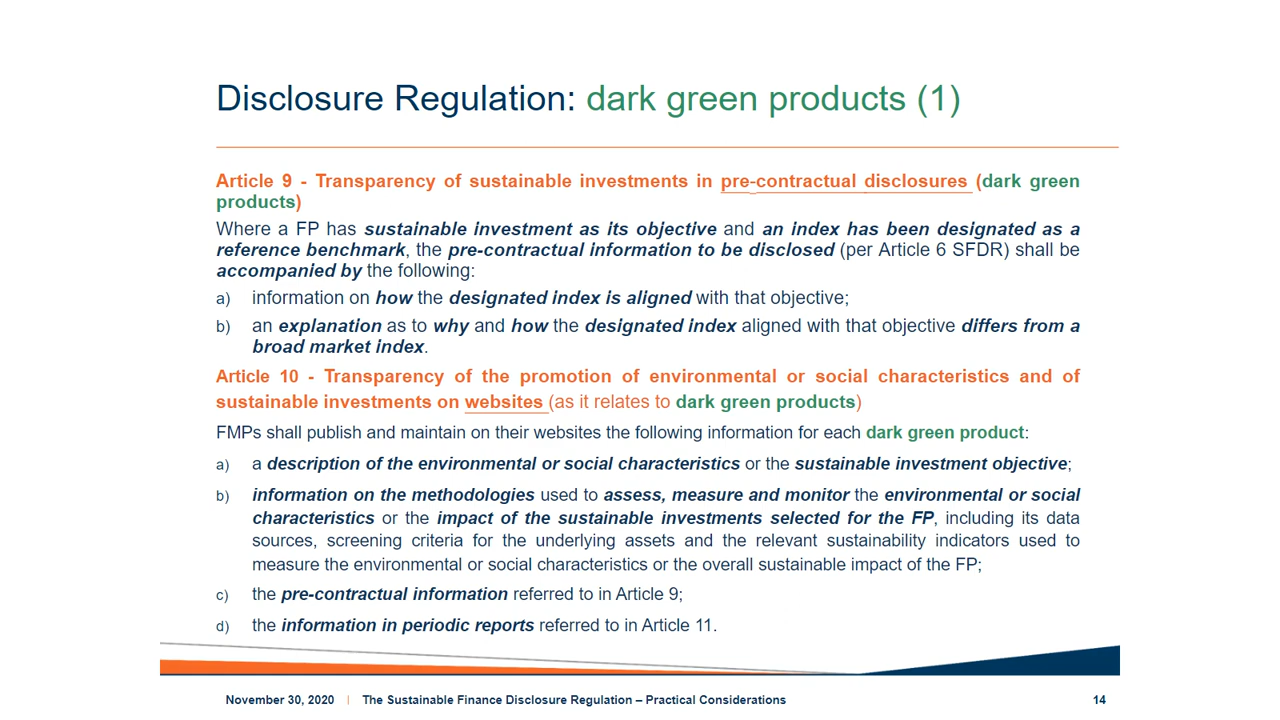 Disclosure Regulation: dark green products (1)
Article 9 - Transparency of sustainable investments in pre-contractual disclosures (dark green
products)
Where a FP has sustainable investment as its objective and an index has been designated as a
reference benchmark, the pre-contractual information to be disclosed (per Article 6 SFDR) shall be
accompanied by the following:
a) information on how the designated index is aligned with that objective;
b) an explanation as to why and how the designated index aligned with that objective differs from a
broad market index.
Article 10 - Transparency of the promotion of environmental or social characteristics and of
sustainable investments on websites (as it relates to dark green products)
FMPs shall publish and maintain on their websites the following information for each dark green product:
a) a description of the environmental or social characteristics or the sustainable investment objective;
b) information on the methodologies used to assess, measure and monitor the environmental or social
characteristics or the impact of the sustainable investments selected for the FP, including its data
sources, screening criteria for the underlying assets and the relevant sustainability indicators used to
measure the environmental or social characteristics or the overall sustainable impact of the FP;
c) the pre-contractual information referred to in Article 9;
d) the information in periodic reports referred to in Article 11.
November 30, 2020 | The Sustainable Finance Disclosure Regulation – Practical Considerations 14